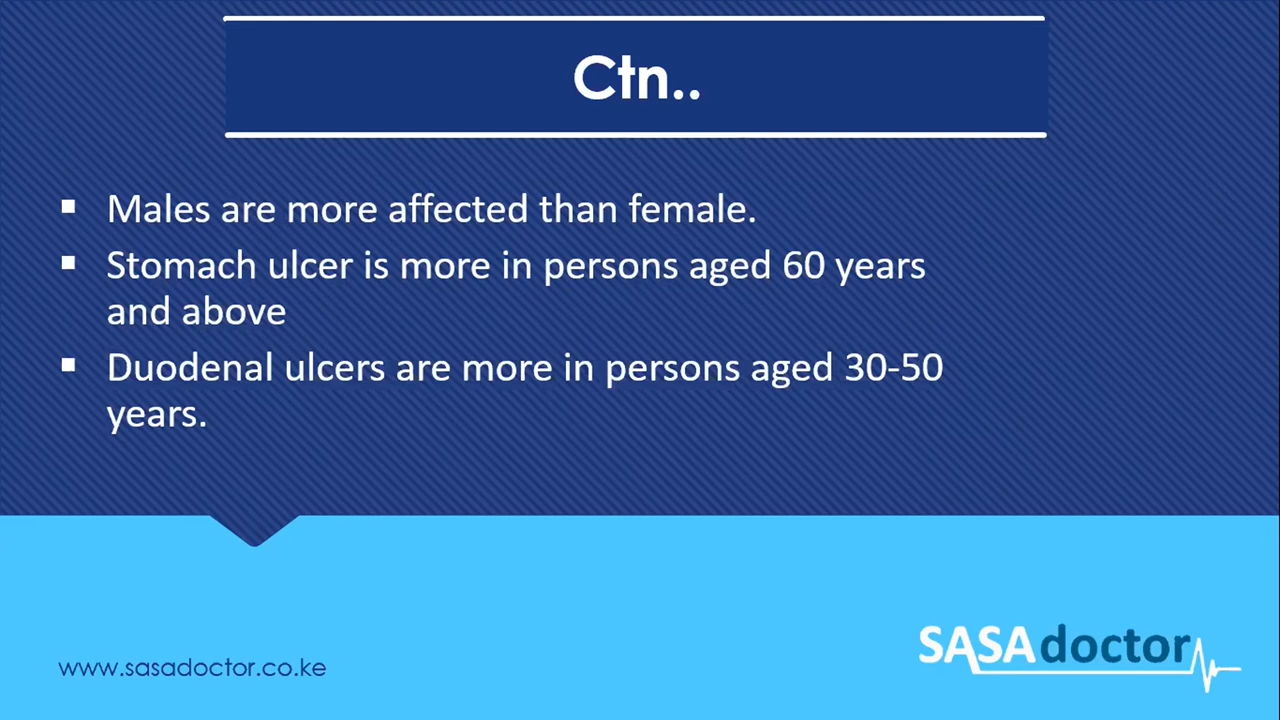 Ctn..
▪ Males are more affected than female.
▪ Stomach ulcer is more in persons aged 60 years
and above
▪ Duodenal ulcers are more in persons aged 30-50
years.
www.sasadoctor.co.ke
SASAdoctor